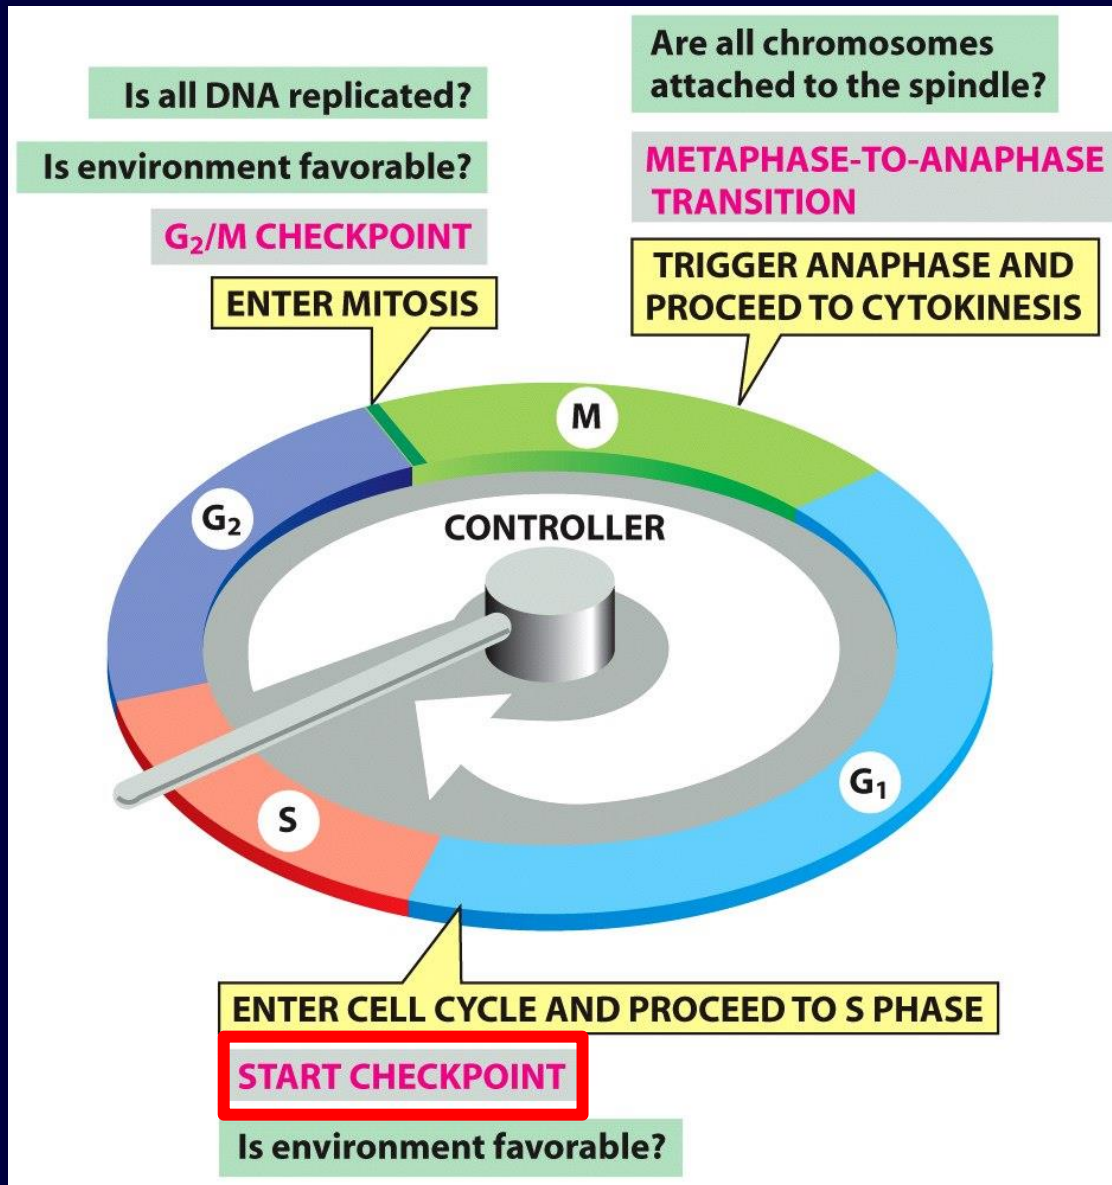 Is all DNA replicated?
Is environment favorable?
G₂/M CHECKPOINT
ENTER MITOSIS
Are all chromosomes
attached to the spindle?
METAPHASE-TO-ANAPHASE
TRANSITION
TRIGGER ANAPHASE AND
PROCEED TO CYTOKINESIS
M
G₂
CONTROLLER
G₁
S
ENTER CELL CYCLE AND PROCEED TO S PHASE
START CHECKPOINT
Is environment favorable?